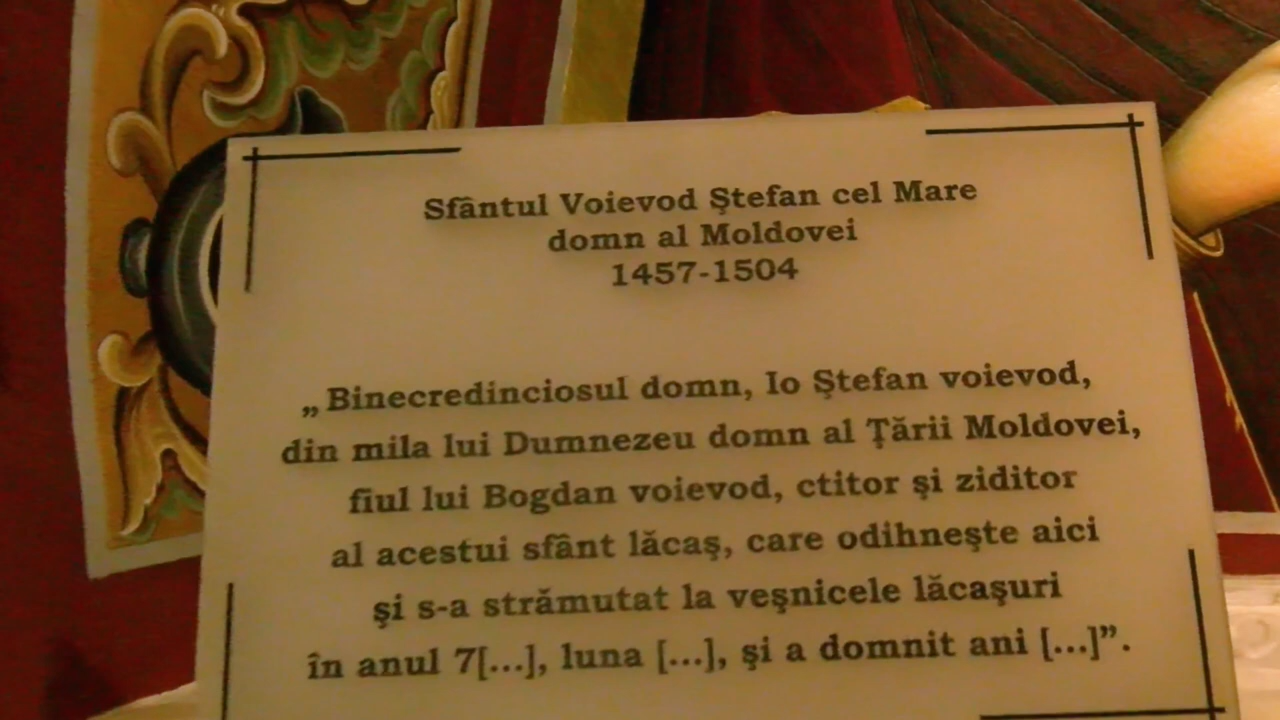 Sfântul Voievod Ştefan cel Mare
domn al Moldovei
1457-1504
„Binecredinciosul domn, Io Ştefan voievod,
din mila lui Dumnezeu domn al Ţării Moldovei,
fiul lui Bogdan voievod, ctitor şi ziditor
al acestui sfânt lăcaş, care odihneşte aici
şi s-a strămutat la veşnicele lăcaşuri
în anul 7[...], luna [...], şi a domnit ani [...]”.